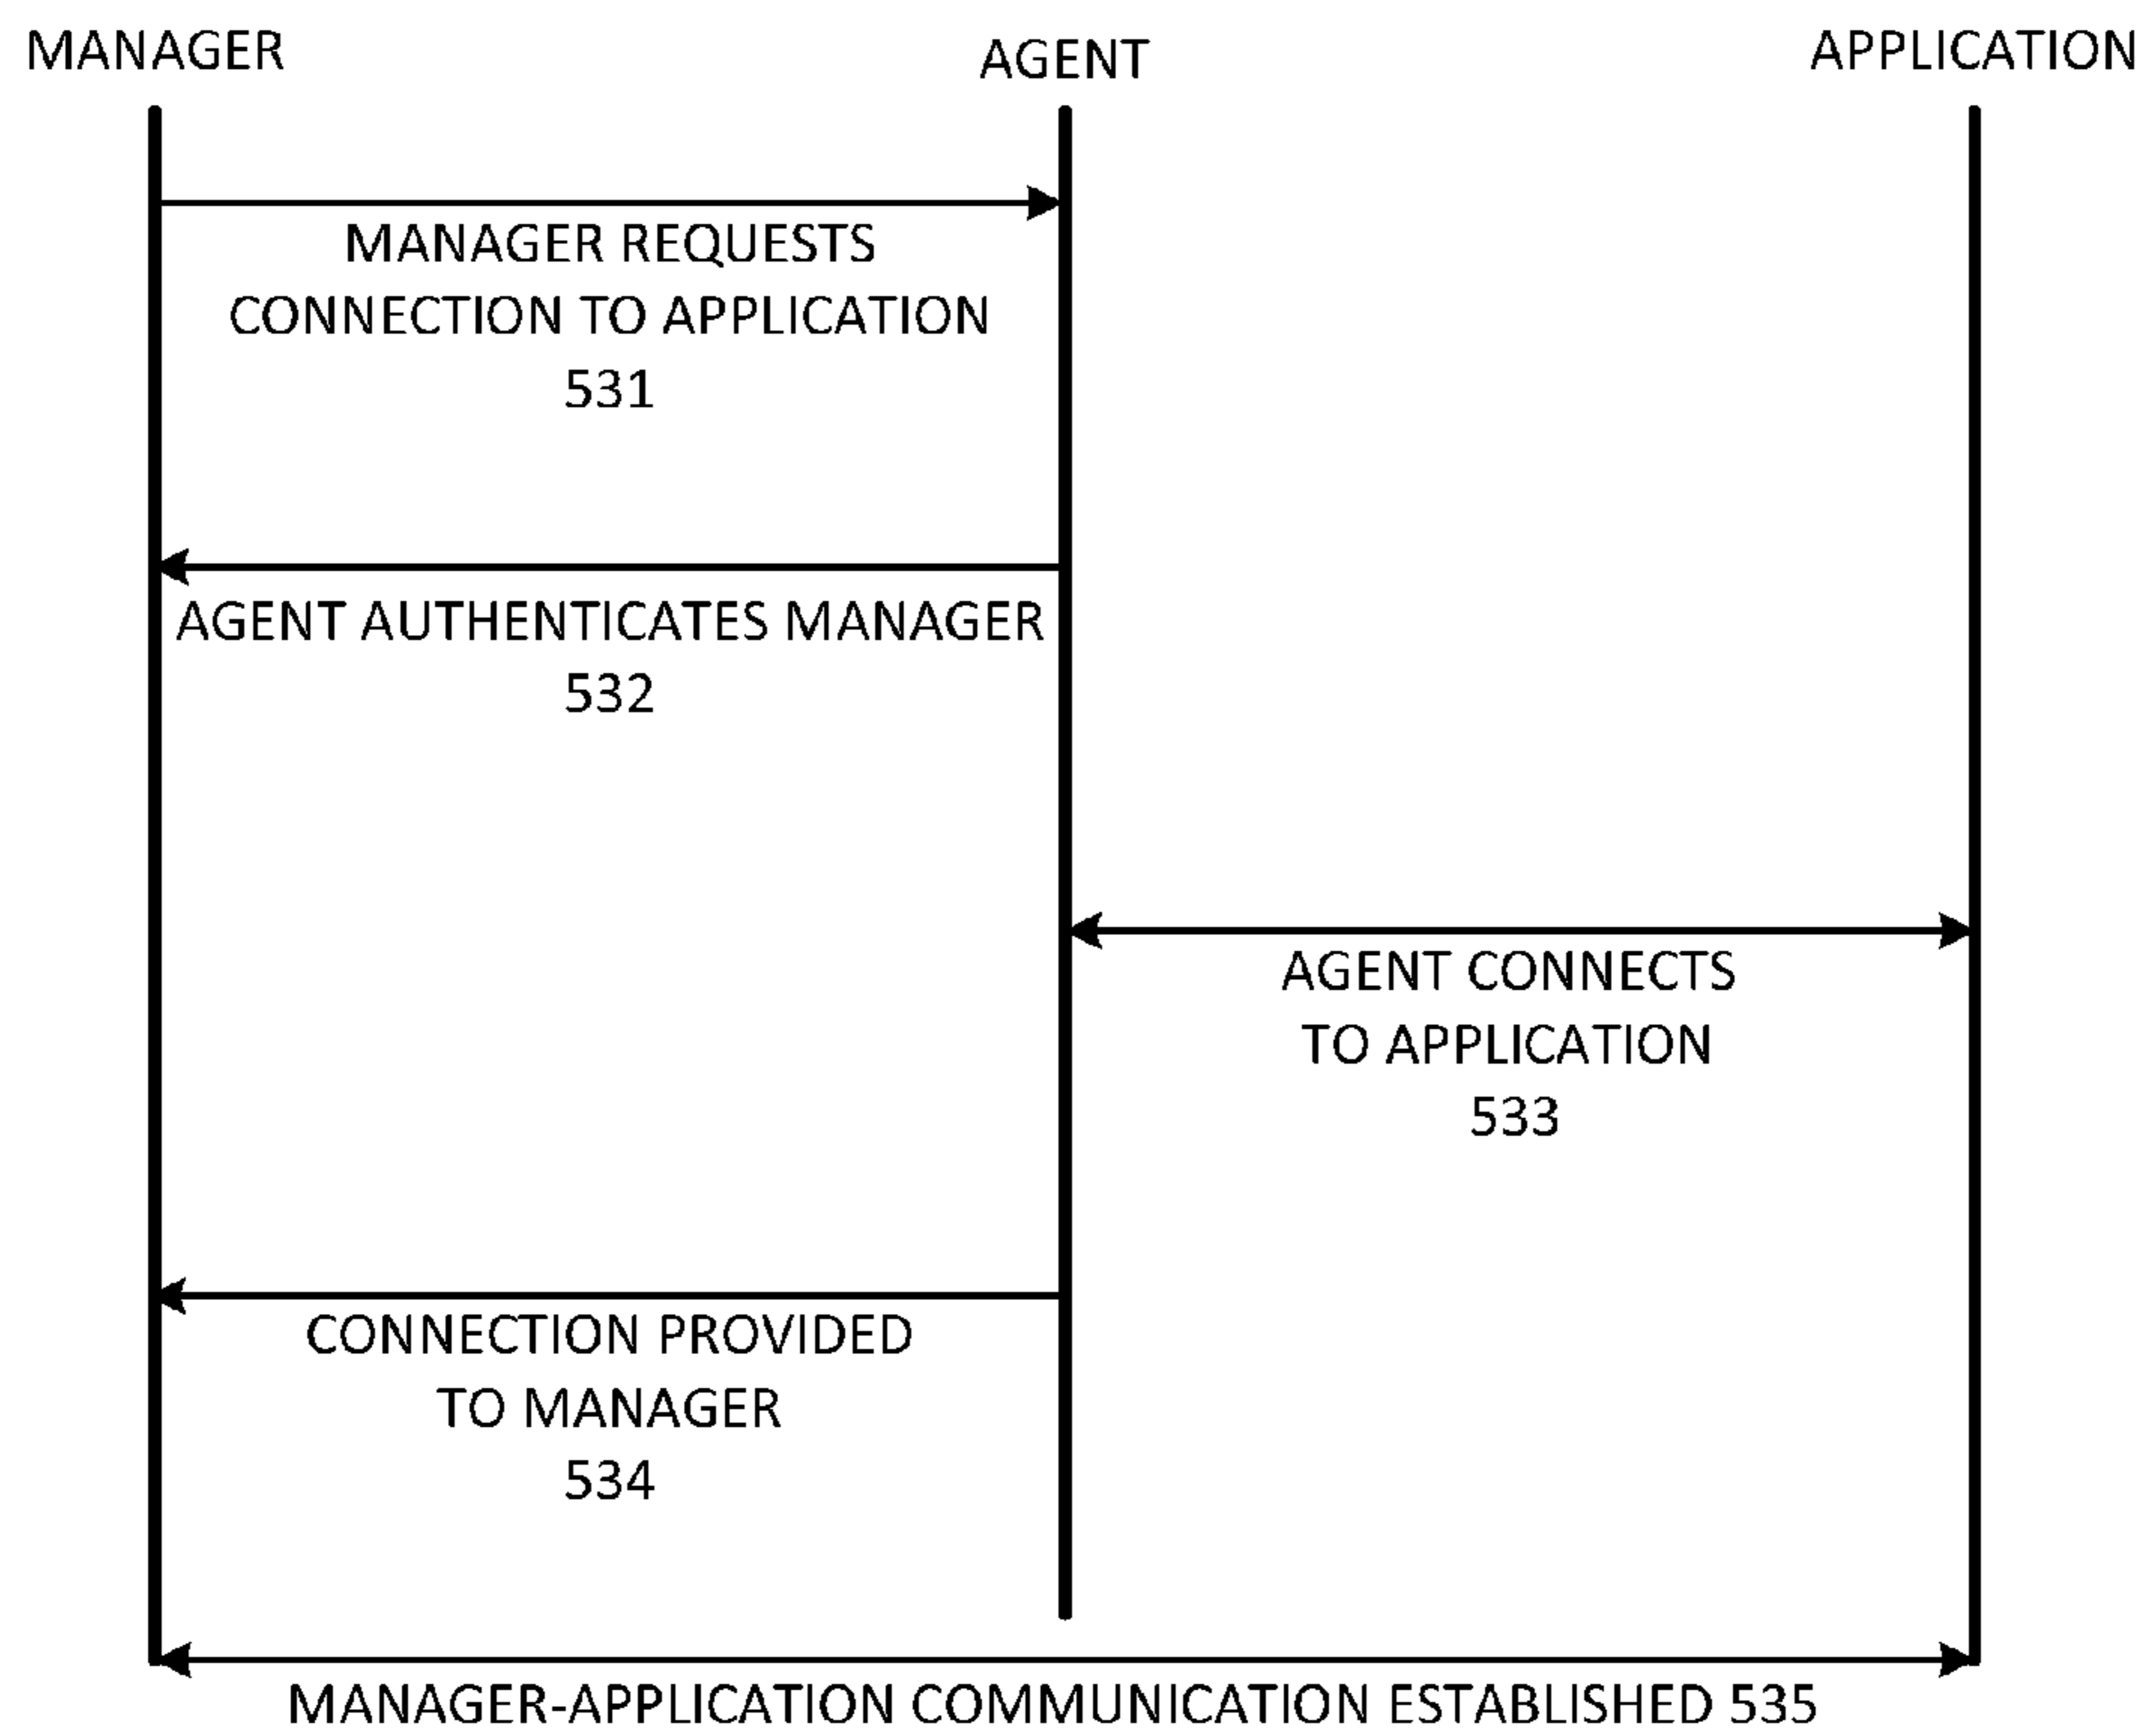 MANAGER
AGENT
APPLICATION
MANAGER REQUESTS
CONNECTION TO APPLICATION
531
AGENT AUTHENTICATES MANAGER
532
AGENT CONNECTS
TO APPLICATION
533
CONNECTION PROVIDED
TO MANAGER
534
MANAGER-APPLICATION COMMUNICATION ESTABLISHED 535